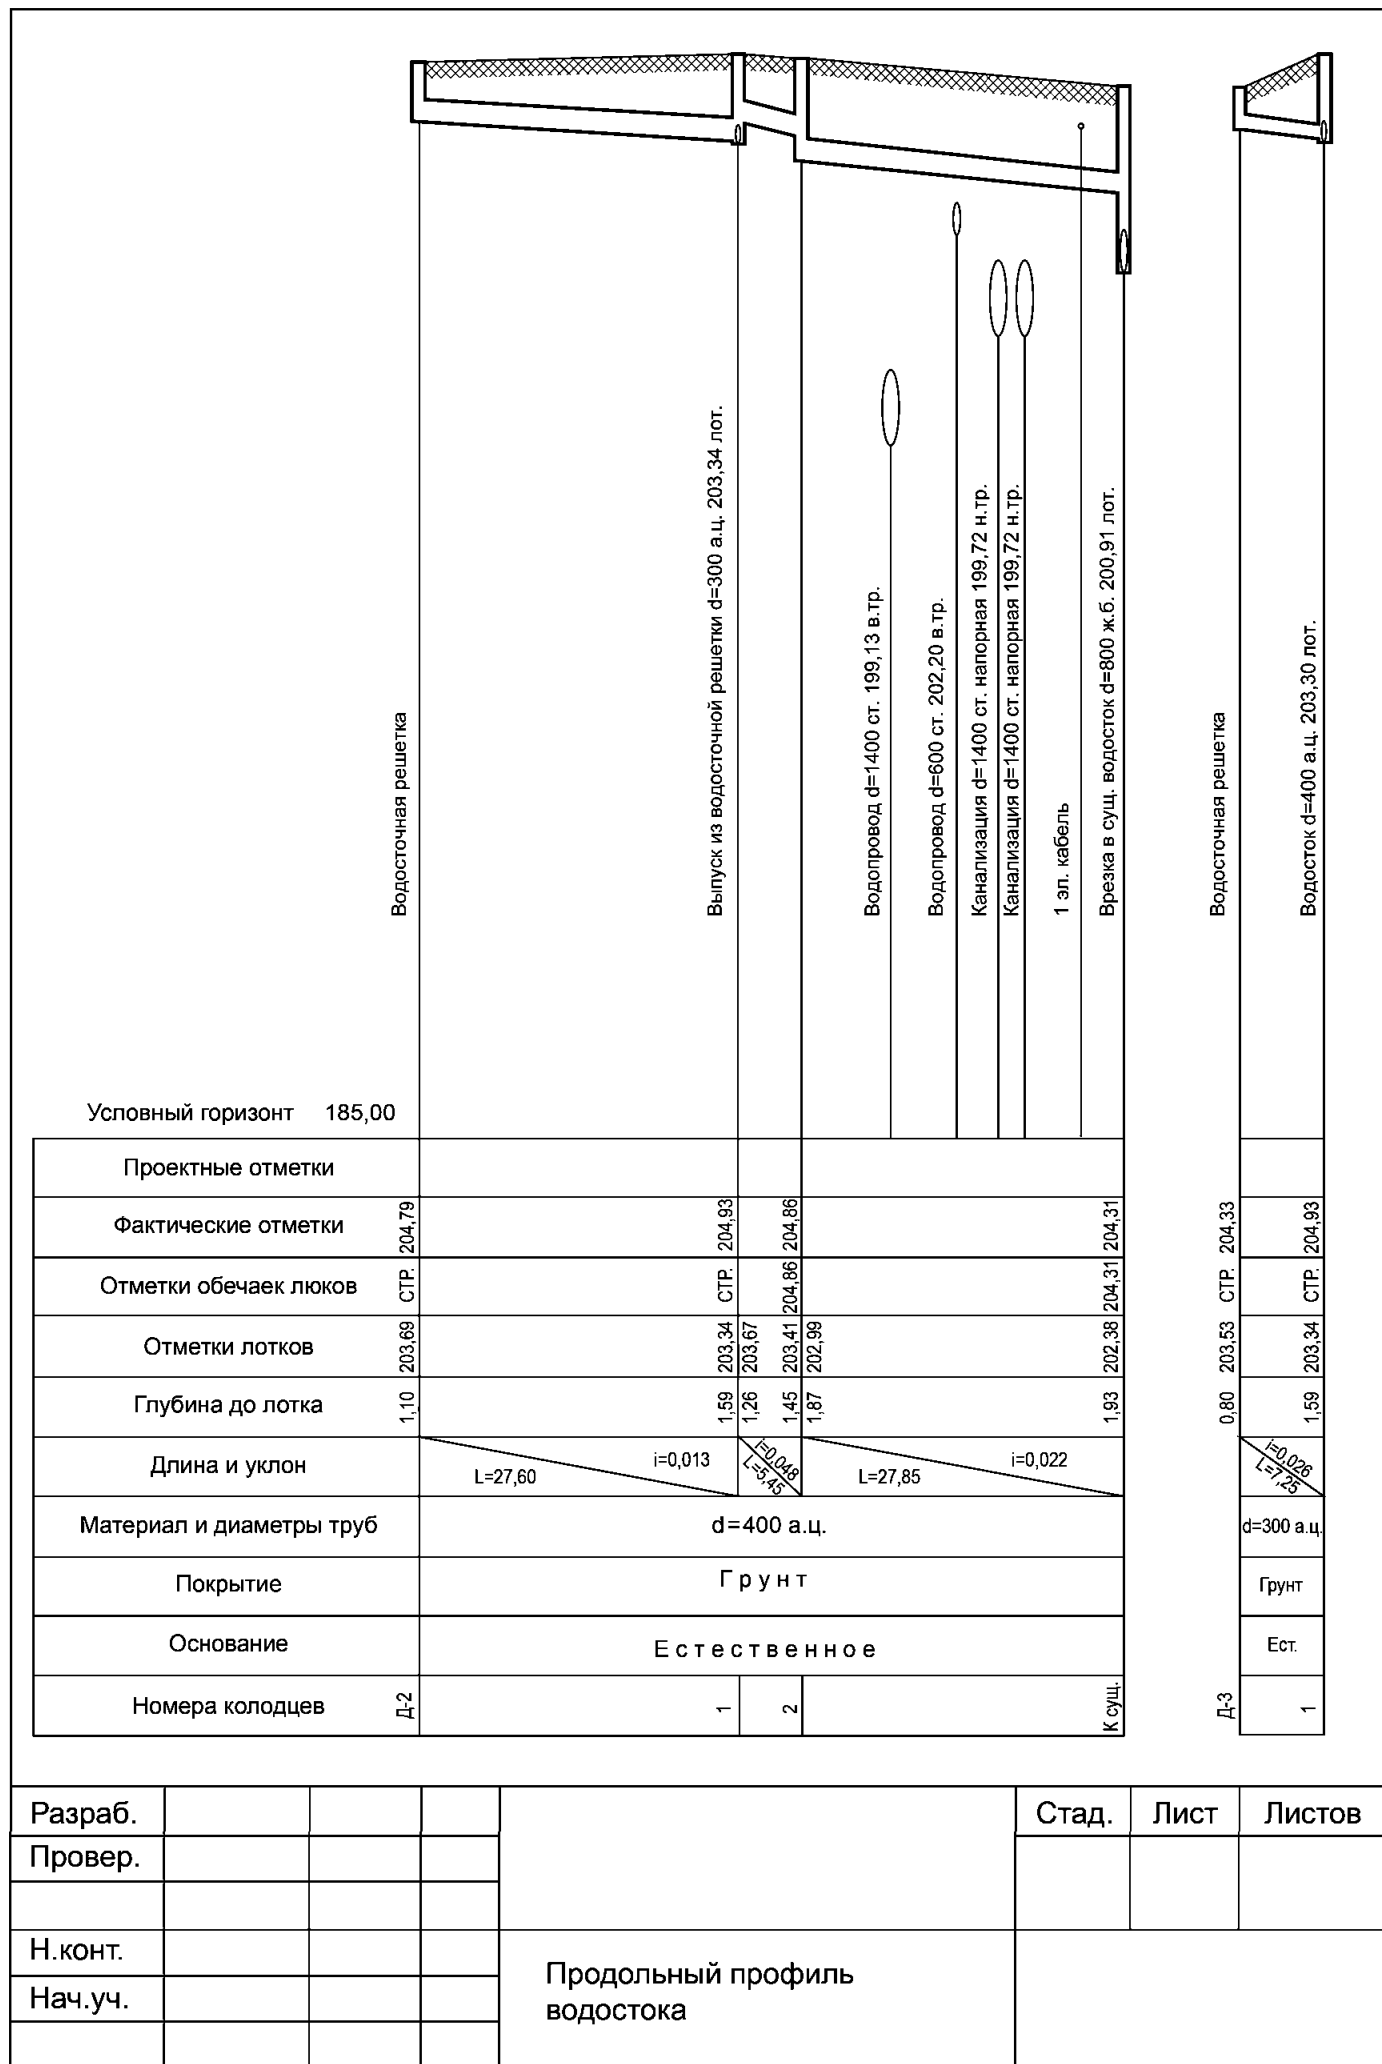 Водосточная решетка
Выпуск из водосточной решетки d=300 а.ц. 203,34 лот.
Водопровод d=1400 ст. 199,13 в.тр.
Водопровод d=600 ст. 202,20 в.тр.
Канализация d=1400 ст. напорная 199,72 н.тр.
Канализация d=1400 ст. напорная 199,72 н.тр.
1 эл. кабель
Врезка в сущ. водосток d=800 ж.б. 200,91 лот.
Водосточная решетка
Водосток d=400 а.ц. 203,30 лот.
Условный горизонт 185,00
Проектные отметки
Фактические отметки 204,79 204,93 204,86 204,31 204,33 204,93
Отметки обечаек люков СТР. СТР. 204,86 204,31 СТР. СТР.
Отметки лотков 203,69 203,34 203,67 203,41 202,99 202,38 203,53 203,34
Глубина до лотка 1,10 1,59 1,26 1,45 1,87 1,93 0,80 1,59
Длина и уклон L=27,60 i=0,013 i=0,048 L=5,45 L=27,85 i=0,022 i=0,026 L=7,25
Материал и диаметры труб d=400 а.ц. d=300 а.ц.
Покрытие Грунт Грунт
Основание Естественное Ест.
Номера колодцев Д-2 1 2 К сущ. Д-3 1
Разраб. Стад. Лист Листов
Провер.
Н.конт.
Нач.уч.
Продольный профиль
водостока